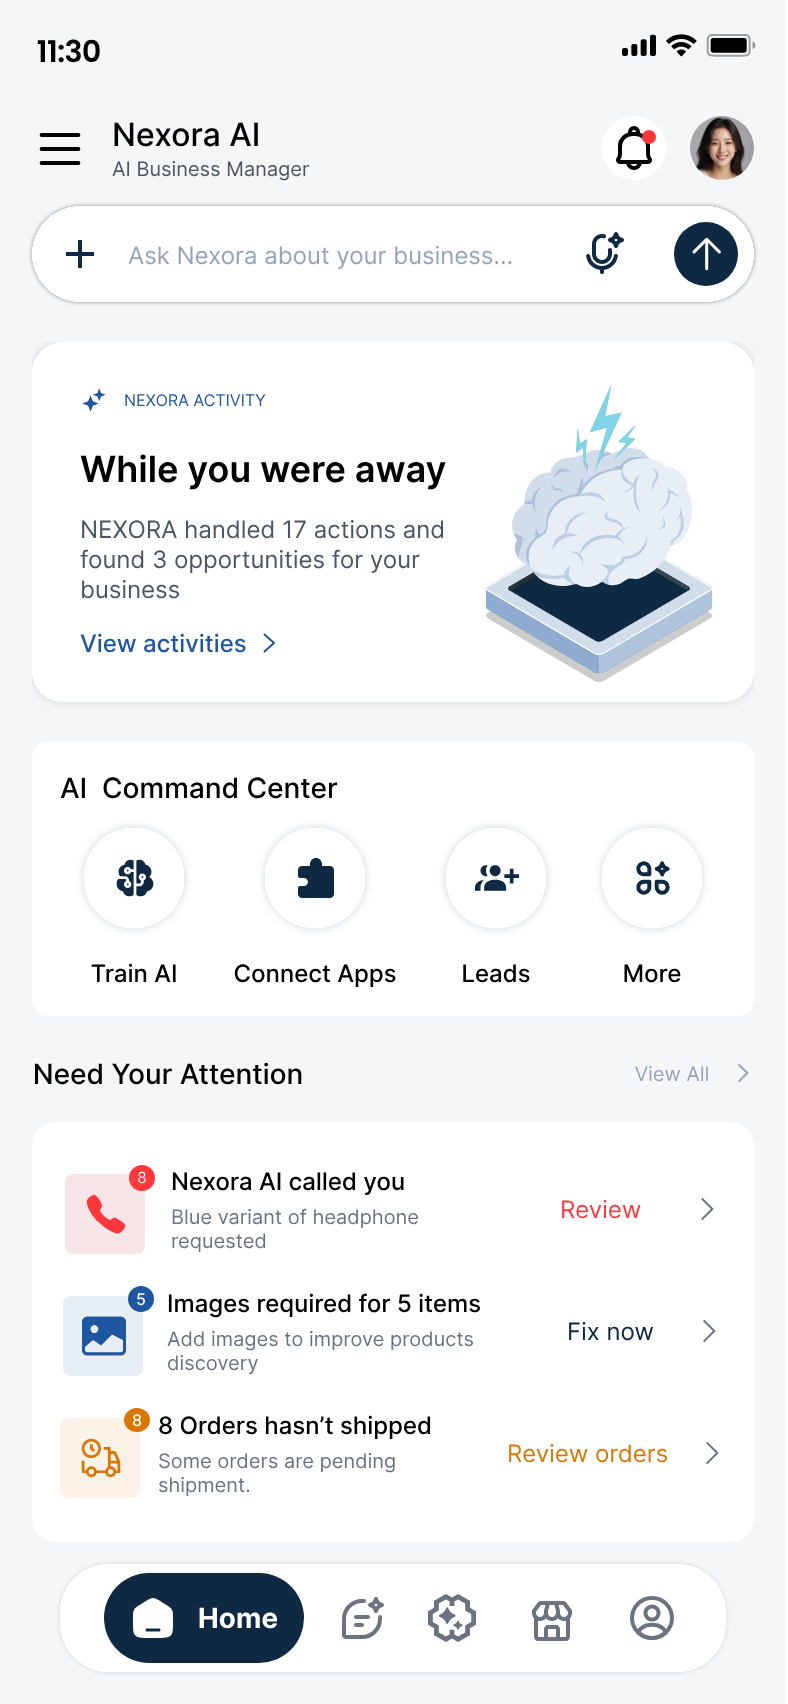 11:30
Nexora AI
AI Business Manager
Ask Nexora about your business...
NEXORA ACTIVITY
While you were away
NEXORA handled 17 actions and
found 3 opportunities for your
business
View activities
AI Command Center
Train AI
Connect Apps
Leads
More
Need Your Attention
View All
8
Nexora AI called you
Blue variant of headphone
requested
Review
5
Images required for 5 items
Add images to improve products
discovery
Fix now
8
8 Orders hasn’t shipped
Some orders are pending
shipment.
Review orders
Home